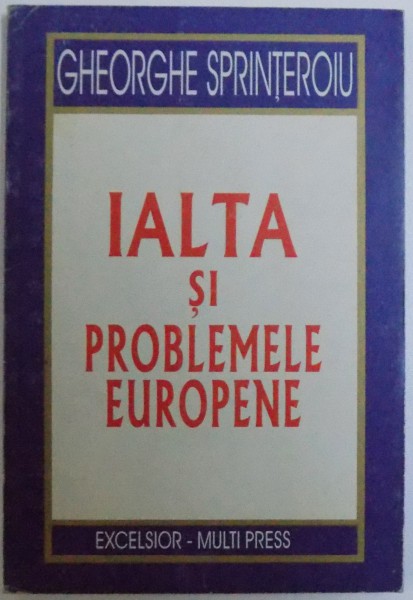 GHEORGHE SPRINȚEROIU
IALTA
ȘI
PROBLEMELE
EUROPENE
EXCELSIOR - MULTI PRESS